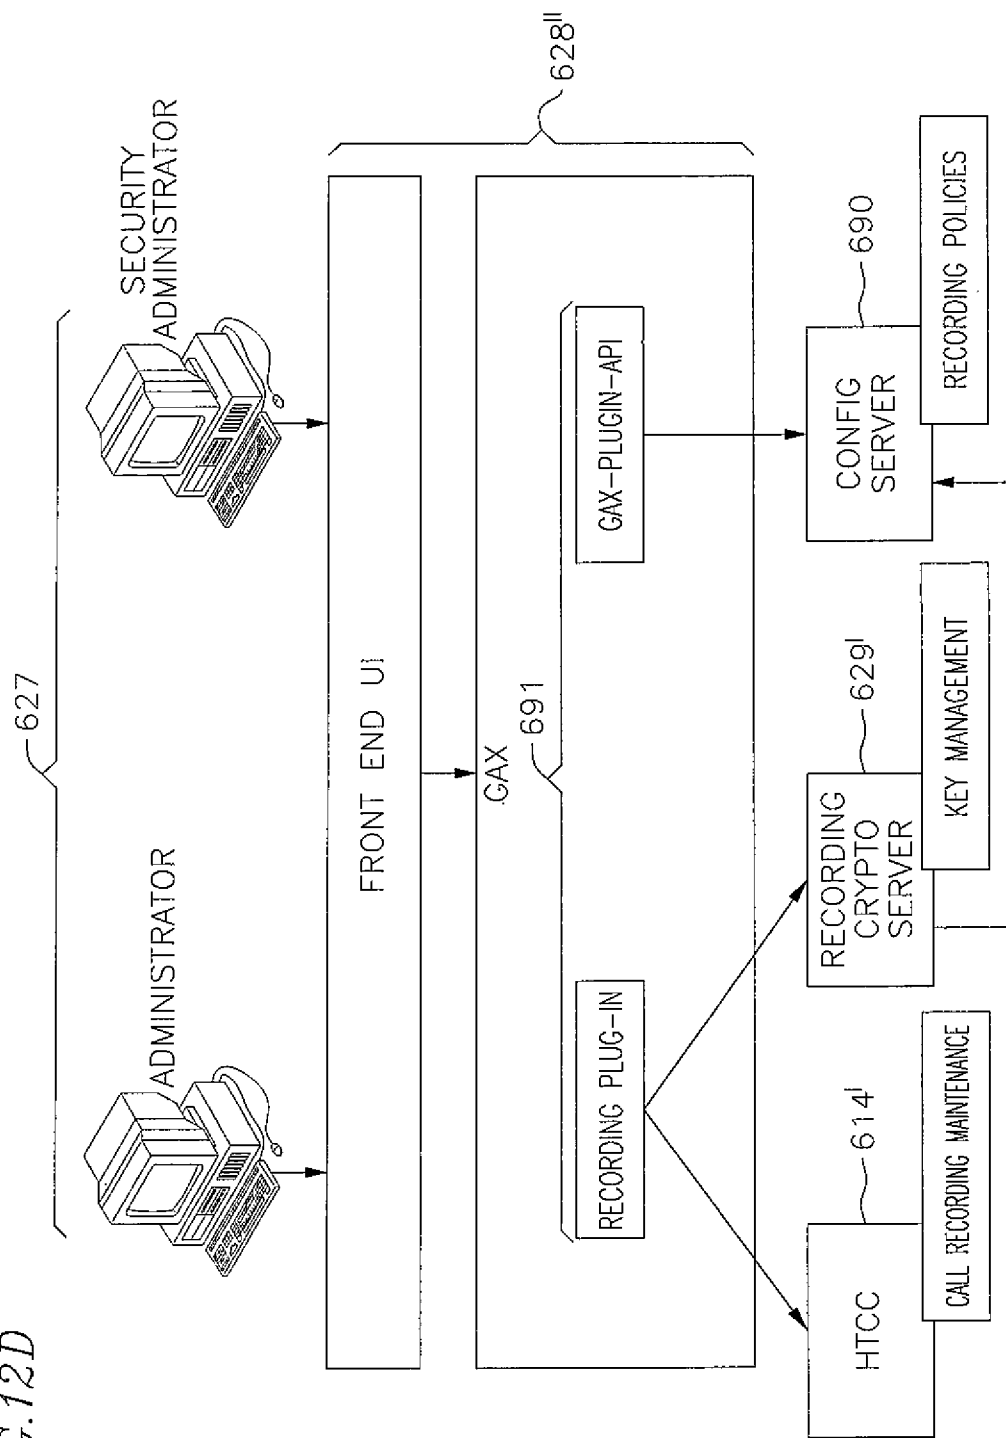 G.12D
627
ADMINISTRATOR
SECURITY
ADMINISTRATOR
628"
FRONT END UI
GAX
691
RECORDING PLUG-IN
GAX-PLUGIN-API
HTCC
614'
CALL RECORDING MAINTENANCE
RECORDING
CRYPTO
SERVER
629'
KEY MANAGEMENT
CONFIG
SERVER
690
RECORDING POLICIES